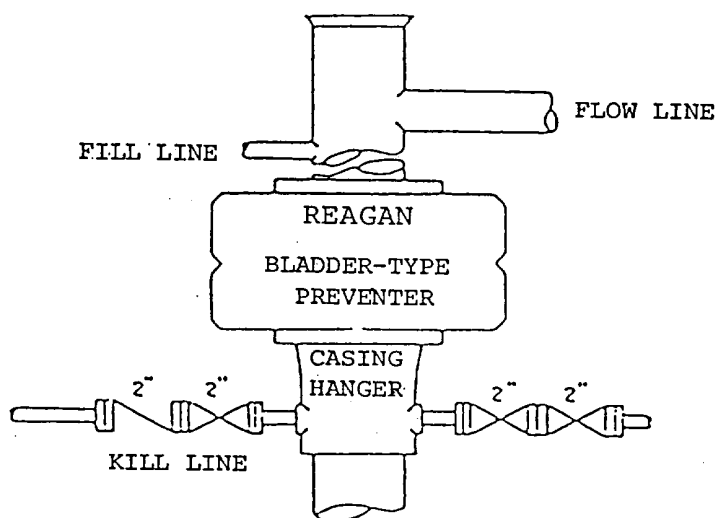 FLOW LINE
FILL LINE
REAGAN
BLADDER-TYPE
PREVENTER
CASING
HANGER
2" 2" 2" 2"
KILL LINE